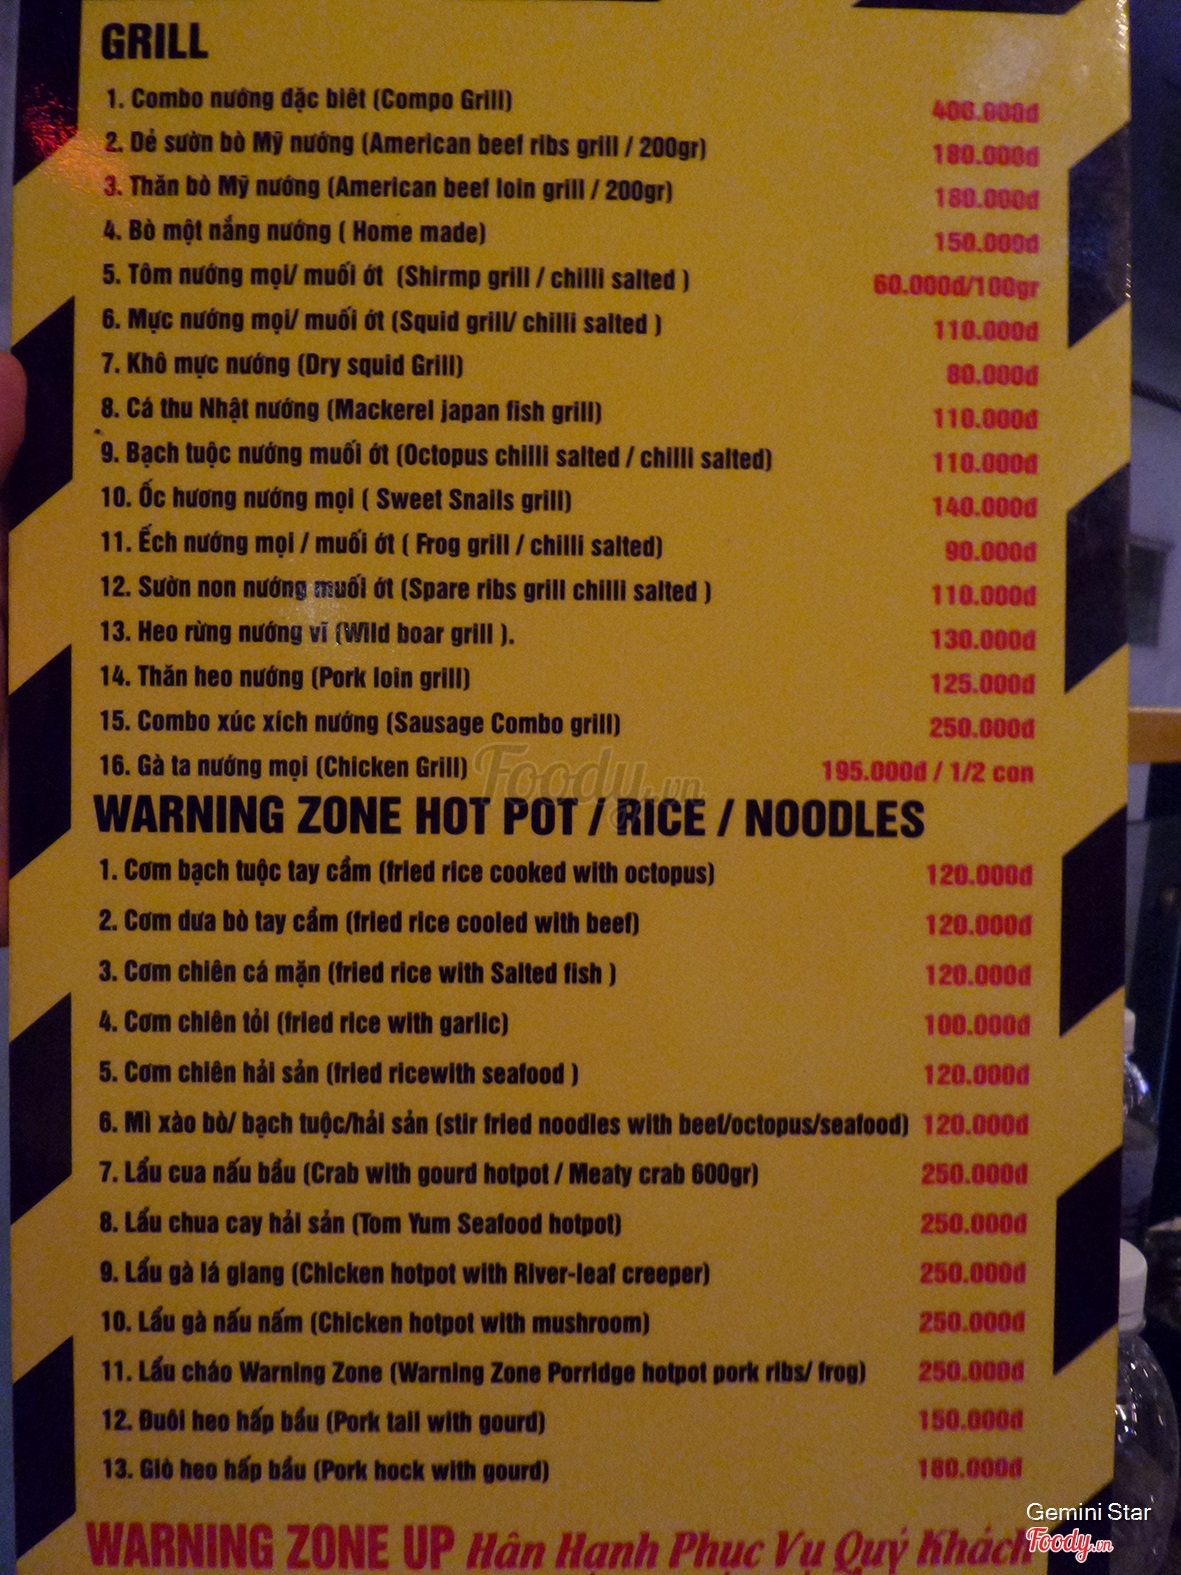 GRILL
1. Combo nướng đặc biêt (Compo Grill) 400.000đ
2. Dẻ sườn bò Mỹ nướng (American beef ribs grill / 200gr) 180.000đ
3. Thăn bò Mỹ nướng (American beef loin grill / 200gr) 180.000đ
4. Bò một nắng nướng ( Home made) 150.000đ
5. Tôm nướng mọi/ muối ớt (Shirmp grill / chilli salted ) 60.000đ/100gr
6. Mực nướng mọi/ muối ớt (Squid grill/ chilli salted ) 110.000đ
7. Khô mực nướng (Dry squid Grill) 80.000đ
8. Cá thu Nhật nướng (Mackerel japan fish grill) 110.000đ
9. Bạch tuộc nướng muối ớt (Octopus chilli salted / chilli salted) 110.000đ
10. Ốc hương nướng mọi ( Sweet Snails grill) 140.000đ
11. Ếch nướng mọi / muối ớt ( Frog grill / chilli salted) 90.000đ
12. Sườn non nướng muối ớt (Spare ribs grill chilli salted ) 110.000đ
13. Heo rừng nướng vĩ (Wild boar grill ). 130.000đ
14. Thăn heo nướng (Pork loin grill) 125.000đ
15. Combo xúc xích nướng (Sausage Combo grill) 250.000đ
16. Gà ta nướng mọi (Chicken Grill) 195.000đ / 1/2 con
Foody.vn
WARNING ZONE HOT POT / RICE / NOODLES
1. Cơm bạch tuộc tay cầm (fried rice cooked with octopus) 120.000đ
2. Cơm dưa bò tay cầm (fried rice cooled with beef) 120.000đ
3. Cơm chiên cá mặn (fried rice with Salted fish ) 120.000đ
4. Cơm chiên tỏi (fried rice with garlic) 100.000đ
5. Cơm chiên hải sản (fried ricewith seafood ) 120.000đ
6. Mì xào bò/ bạch tuộc/hải sản (stir fried noodles with beef/octopus/seafood) 120.000đ
7. Lẩu cua nấu bầu (Crab with gourd hotpot / Meaty crab 600gr) 250.000đ
8. Lẩu chua cay hải sản (Tom Yum Seafood hotpot) 250.000đ
9. Lẩu gà lá giang (Chicken hotpot with River-leaf creeper) 250.000đ
10. Lẩu gà nấu nấm (Chicken hotpot with mushroom) 250.000đ
11. Lẩu cháo Warning Zone (Warning Zone Porridge hotpot pork ribs/ frog) 250.000đ
12. Đuôi heo hấp bầu (Pork tail with gourd) 150.000đ
13. Giò heo hấp bầu (Pork hock with gourd) 180.000đ
WARNING ZONE UP Hân Hạnh Phục Vụ Quý Khách
Gemini Star
Foody.vn